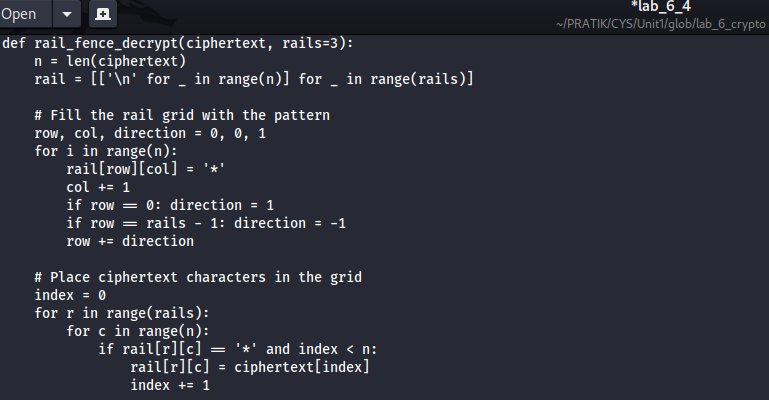 Open
*lab_6_4
~/PRATIK/CYS/Unit1/glob/lab_6_crypto
def rail_fence_decrypt(ciphertext, rails=3):
    n = len(ciphertext)
    rail = [['\n' for _ in range(n)] for _ in range(rails)]

    # Fill the rail grid with the pattern
    row, col, direction = 0, 0, 1
    for i in range(n):
        rail[row][col] = '*'
        col += 1
        if row == 0: direction = 1
        if row == rails - 1: direction = -1
        row += direction

    # Place ciphertext characters in the grid
    index = 0
    for r in range(rails):
        for c in range(n):
            if rail[r][c] == '*' and index < n:
                rail[r][c] = ciphertext[index]
                index += 1